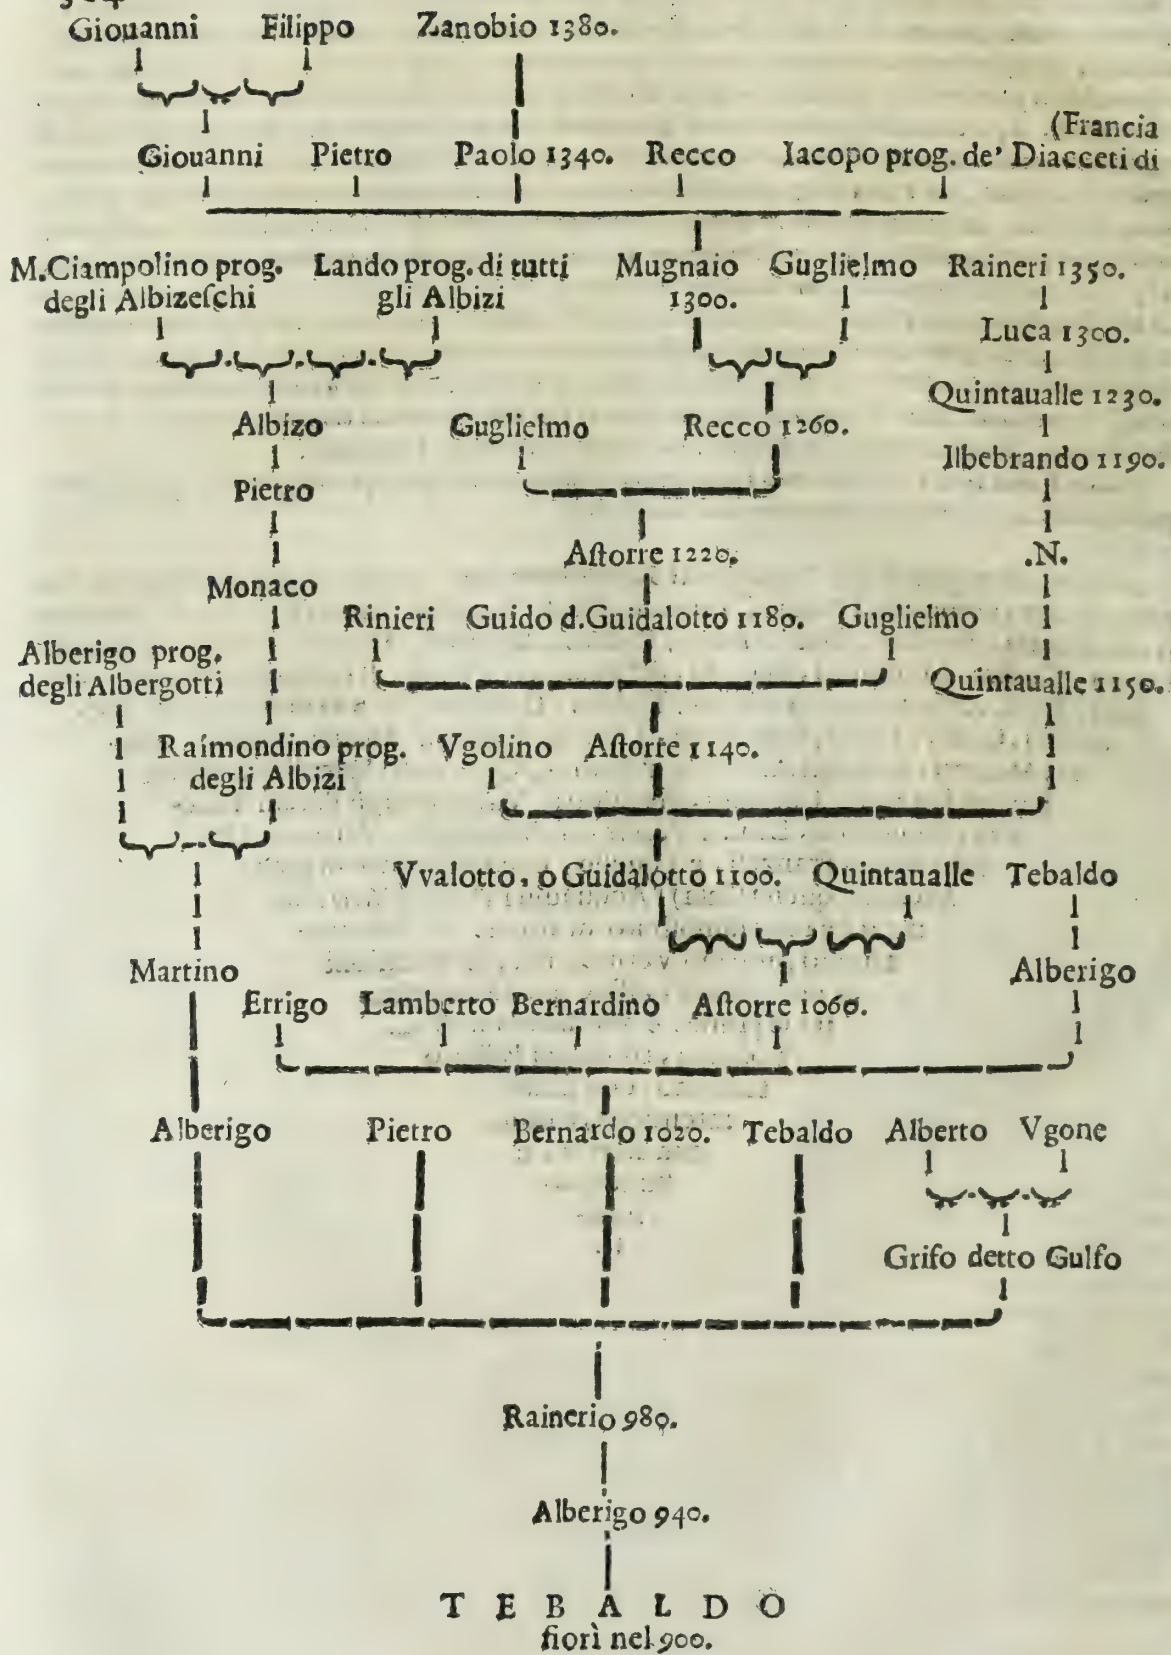 Giouanni Filippo Zanobio 1380.
(Francia
Giouanni Pietro Paolo 1340. Recco Iacopo prog. de' Diacceti di
M.Ciampolino prog. Lando prog. di tutti Mugnaio Guglielmo Raineri 1350.
degli Albizeſchi gli Albizi 1300.
Luca 1300.
Quintaualle 1230.
Albizo Guglielmo Recco 1260.
Ilbebrando 1190.
Pietro
Aſtorre 1220. .N.
Monaco
Rinieri Guido d.Guidalotto 1180. Guglielmo
Alberigo prog.
degli Albergotti Quintaualle 1150.
Raimondino prog. Vgolino Aſtorre 1140.
degli Albizi
Vvalotto, o Guidalotto 1100. Quintaualle Tebaldo
Martino Alberigo
Errigo Lamberto Bernardino Aſtorre 1060.
Alberigo Pietro Bernardo 1020. Tebaldo Alberto Vgone
Grifo detto Gulfo
Rainerio 980.
Alberigo 940.
TEBALDO
fiorì nel 900.